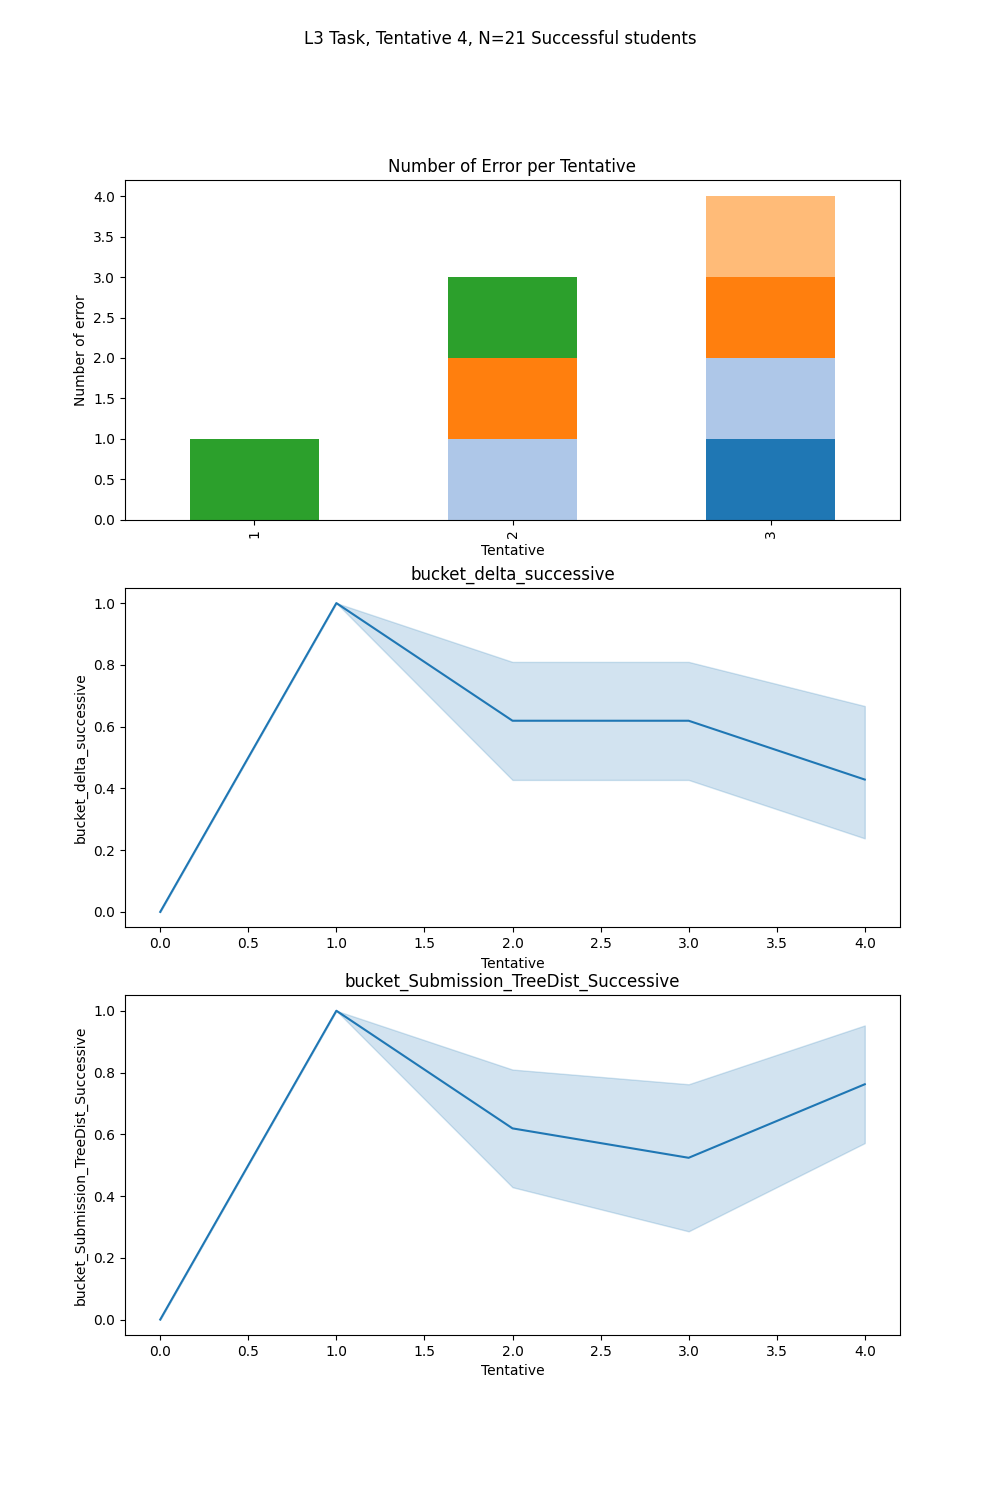 L3 Task, Tentative 4, N=21 Successful students
Number of Error per Tentative
Number of error
4.0
3.5
3.0
2.5
2.0
1.5
1.0
0.5
0.0
1
2
3
Tentative
bucket_delta_successive
bucket_delta_successive
1.0
0.8
0.6
0.4
0.2
0.0
0.0 0.5 1.0 1.5 2.0 2.5 3.0 3.5 4.0
Tentative
bucket_Submission_TreeDist_Successive
bucket_Submission_TreeDist_Successive
1.0
0.8
0.6
0.4
0.2
0.0
0.0 0.5 1.0 1.5 2.0 2.5 3.0 3.5 4.0
Tentative